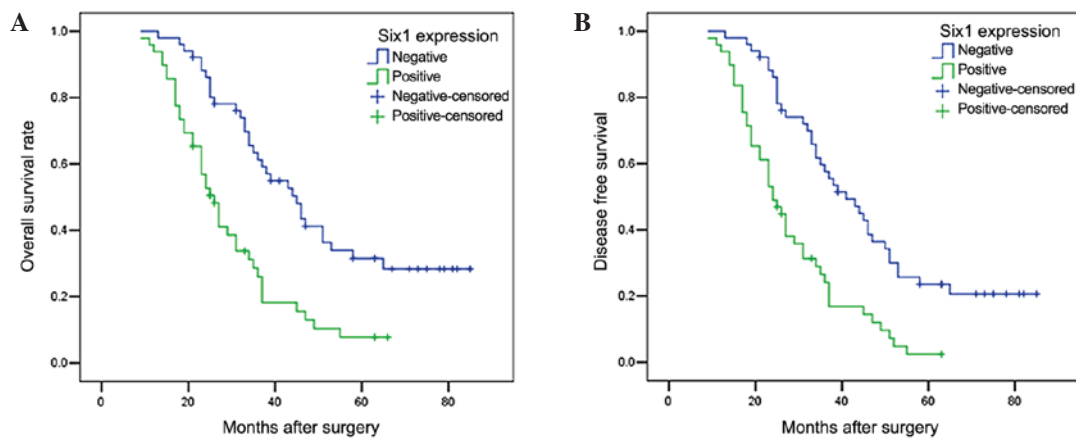 A
Overall survival rate
1.0
0.8
0.6
0.4
0.2
0.0
Six1 expression
Negative
Positive
Negative-censored
Positive-censored
0 20 40 60 80
Months after surgery
B
Disease free survival
1.0
0.8
0.6
0.4
0.2
0.0
Six1 expression
Negative
Positive
Negative-censored
Positive-censored
0 20 40 60 80
Months after surgery